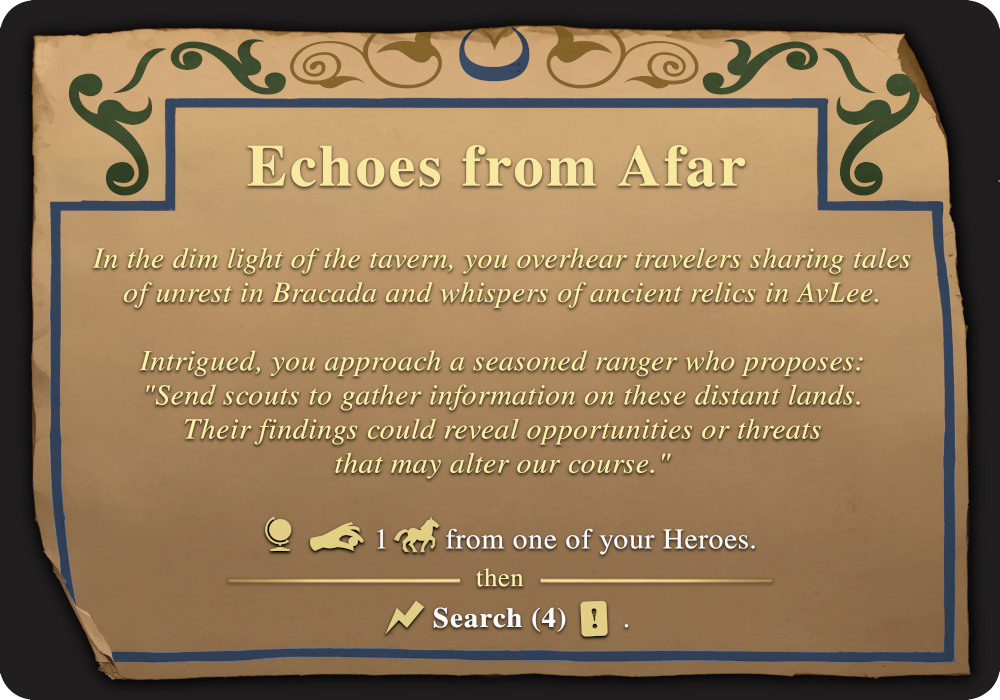 Echoes from Afar
In the dim light of the tavern, you overhear travelers sharing tales
of unrest in Bracada and whispers of ancient relics in AvLee.
Intrigued, you approach a seasoned ranger who proposes:
"Send scouts to gather information on these distant lands.
Their findings could reveal opportunities or threats
that may alter our course."
1 from one of your Heroes.
then
Search (4) ! .